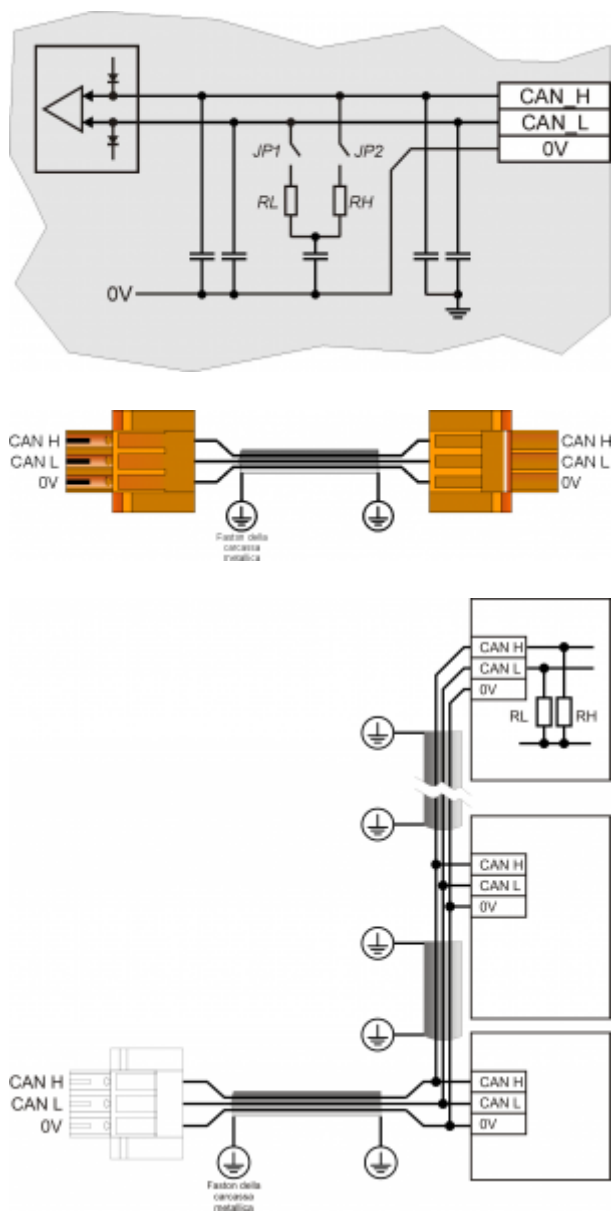 CAN_H
CAN_L
0V
JP1 JP2
RL RH
0V
CAN H CAN H
CAN L CAN L
0V 0V
Faston della
carcassa
metallica
CAN H
CAN L
0V
RL RH
CAN H
CAN L
0V
CAN H CAN H
CAN L CAN L
0V 0V
Faston della
carcassa
metallica